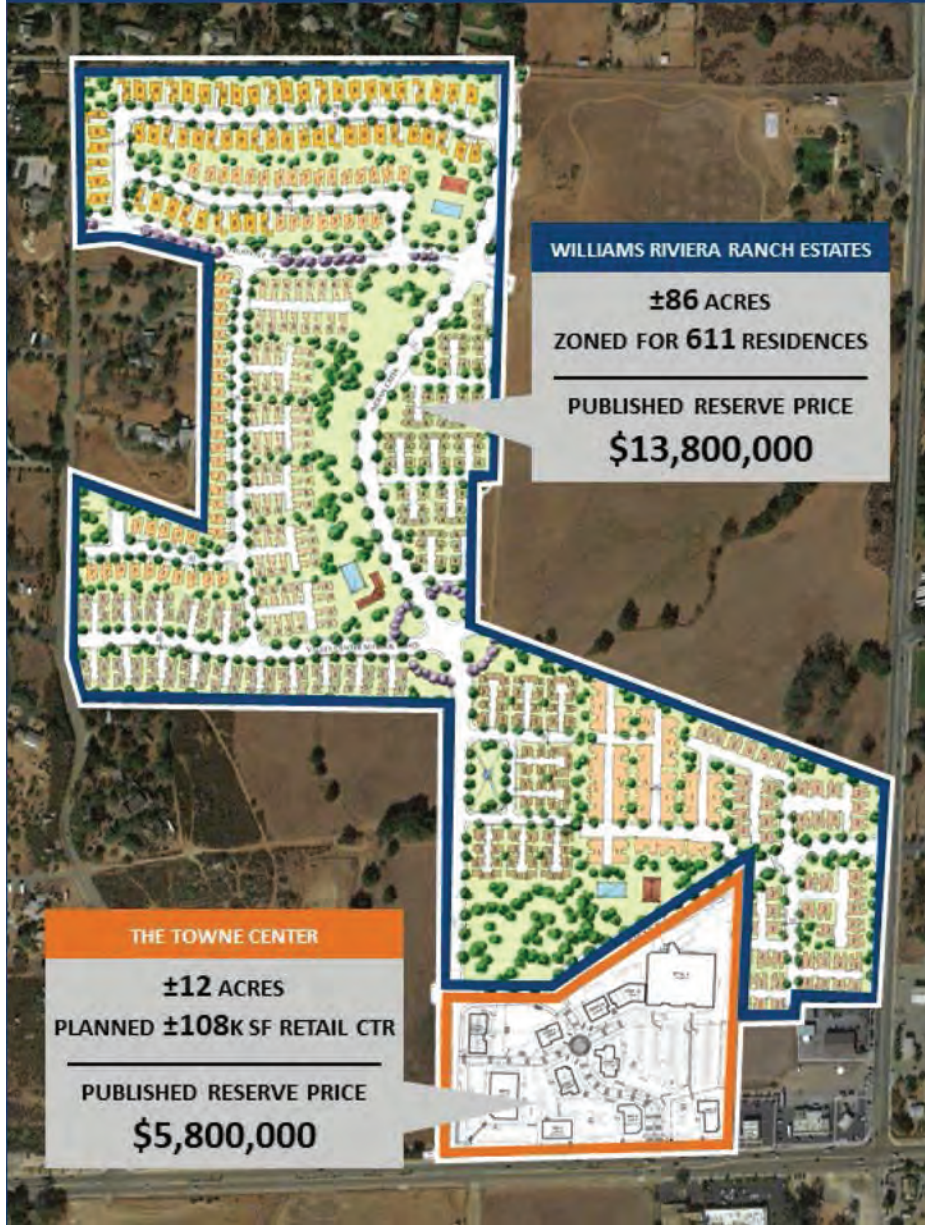 WILLIAMS RIVIERA RANCH ESTATES
±86 ACRES
ZONED FOR 611 RESIDENCES
PUBLISHED RESERVE PRICE
$13,800,000
THE TOWNE CENTER
±12 ACRES
PLANNED ±108K SF RETAIL CTR
PUBLISHED RESERVE PRICE
$5,800,000